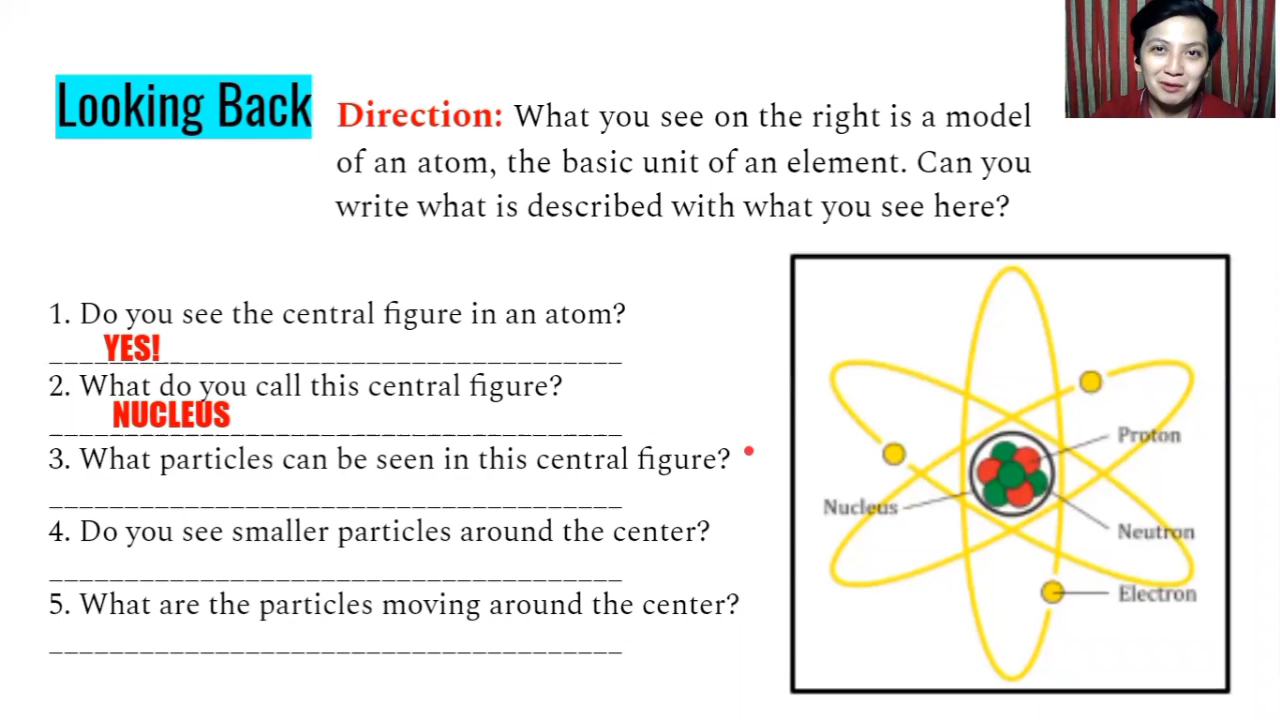 Looking Back
Direction: What you see on the right is a model
of an atom, the basic unit of an element. Can you
write what is described with what you see here?
1. Do you see the central figure in an atom?
YES!
2. What do you call this central figure?
NUCLEUS
3. What particles can be seen in this central figure?
4. Do you see smaller particles around the center?
5. What are the particles moving around the center?
Proton
Nucleus
Neutron
Electron